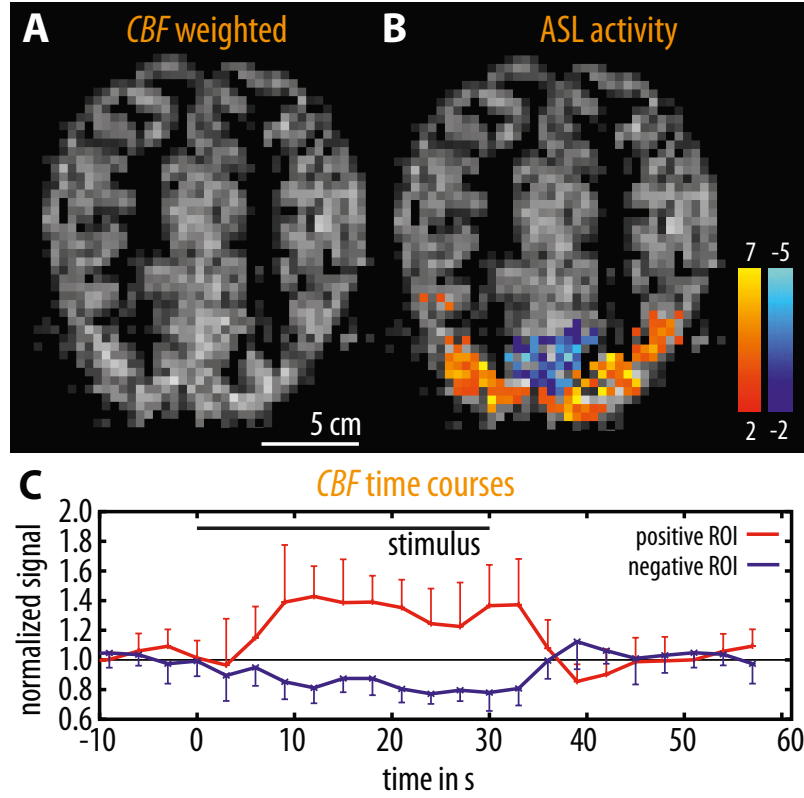 A CBF weighted
B ASL activity
7 -5
2 -2
5 cm
C CBF time courses
normalized signal
2.0
1.8
1.6
1.4
1.2
1.0
0.8
0.6
stimulus
positive ROI
negative ROI
-10 0 10 20 30 40 50 60
time in s